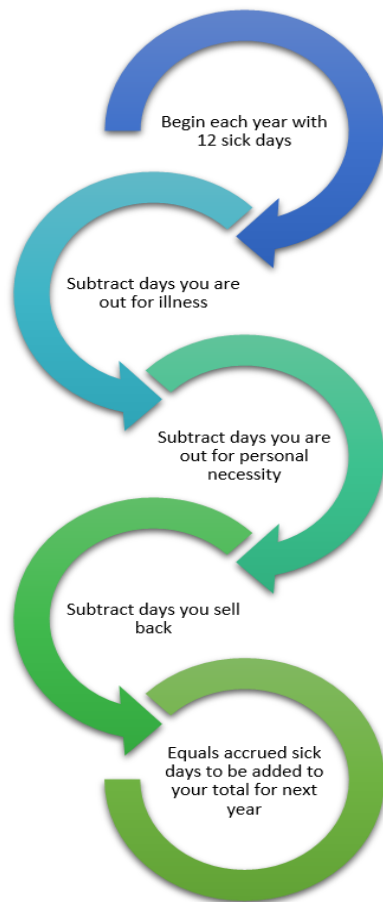 Begin each year with
12 sick days
Subtract days you are
out for illness
Subtract days you are
out for personal
necessity
Subtract days you sell
back
Equals accrued sick
days to be added to
your total for next
year